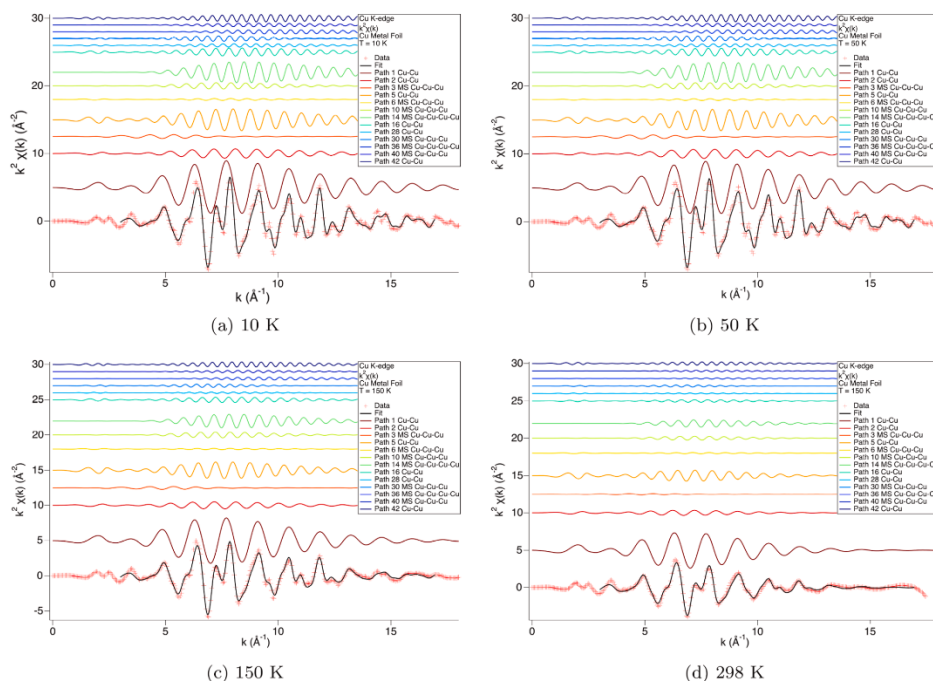 30
20
10
0
k² χ(k) (Å⁻²)
0
5
10
15
k (Å⁻¹)
Cu K-edge
k²χ(k)
Cu Metal Foil
T = 10 K
Data
Fit
Path 1 Cu-Cu
Path 2 Cu-Cu
Path 3 MS Cu-Cu-Cu
Path 5 Cu-Cu
Path 6 MS Cu-Cu-Cu
Path 10 MS Cu-Cu-Cu
Path 14 MS Cu-Cu-Cu-Cu
Path 16 Cu-Cu
Path 28 Cu-Cu
Path 30 MS Cu-Cu-Cu
Path 36 MS Cu-Cu-Cu-Cu
Path 40 MS Cu-Cu-Cu
Path 42 Cu-Cu
(a) 10 K
30
20
10
0
k² χ(k) (Å⁻²)
0
5
10
15
k (Å⁻¹)
Cu K-edge
k²χ(k)
Cu Metal Foil
T = 50 K
Data
Fit
Path 1 Cu-Cu
Path 2 Cu-Cu
Path 3 MS Cu-Cu-Cu
Path 5 Cu-Cu
Path 6 MS Cu-Cu-Cu
Path 10 MS Cu-Cu-Cu
Path 14 MS Cu-Cu-Cu-C
Path 16 Cu-Cu
Path 28 Cu-Cu
Path 30 MS Cu-Cu-Cu
Path 36 MS Cu-Cu-Cu-C
Path 40 MS Cu-Cu-Cu
Path 42 Cu-Cu
(b) 50 K
30
25
20
15
10
5
0
-5
k² χ(k) (Å⁻²)
0
5
10
15
k (Å⁻¹)
Cu K-edge
k²χ(k)
Cu Metal Foil
T = 150 K
Data
Fit
Path 1 Cu-Cu
Path 2 Cu-Cu
Path 3 MS Cu-Cu-Cu
Path 5 Cu-Cu
Path 6 MS Cu-Cu-Cu
Path 10 MS Cu-Cu-Cu
Path 14 MS Cu-Cu-Cu-Cu
Path 16 Cu-Cu
Path 28 Cu-Cu
Path 30 MS Cu-Cu-Cu
Path 36 MS Cu-Cu-Cu-Cu
Path 40 MS Cu-Cu-Cu
Path 42 Cu-Cu
(c) 150 K
30
25
20
15
10
5
0
k² χ(k) (Å⁻²)
0
5
10
15
k (Å⁻¹)
Cu K-edge
k²χ(k)
Cu Metal Foil
T = 150 K
Data
Fit
Path 1 Cu-Cu
Path 2 Cu-Cu
Path 3 MS Cu-Cu-Cu
Path 5 Cu-Cu
Path 6 MS Cu-Cu-Cu
Path 10 MS Cu-Cu-Cu
Path 14 MS Cu-Cu-Cu-C
Path 16 Cu-Cu
Path 28 Cu-Cu
Path 30 MS Cu-Cu-Cu
Path 36 MS Cu-Cu-Cu-C
Path 40 MS Cu-Cu-Cu
Path 42 Cu-Cu
(d) 298 K